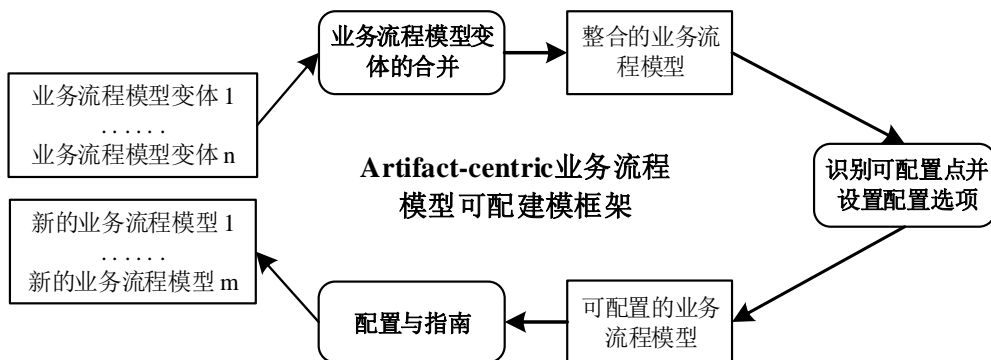 业务流程模型变体 1
......
业务流程模型变体 n
业务流程模型变
体的合并
整合的业务流
程模型
识别可配置点并
设置配置选项
Artifact-centric业务流程
模型可配建模框架
新的业务流程模型 1
......
新的业务流程模型 m
配置与指南
可配置的业务
流程模型